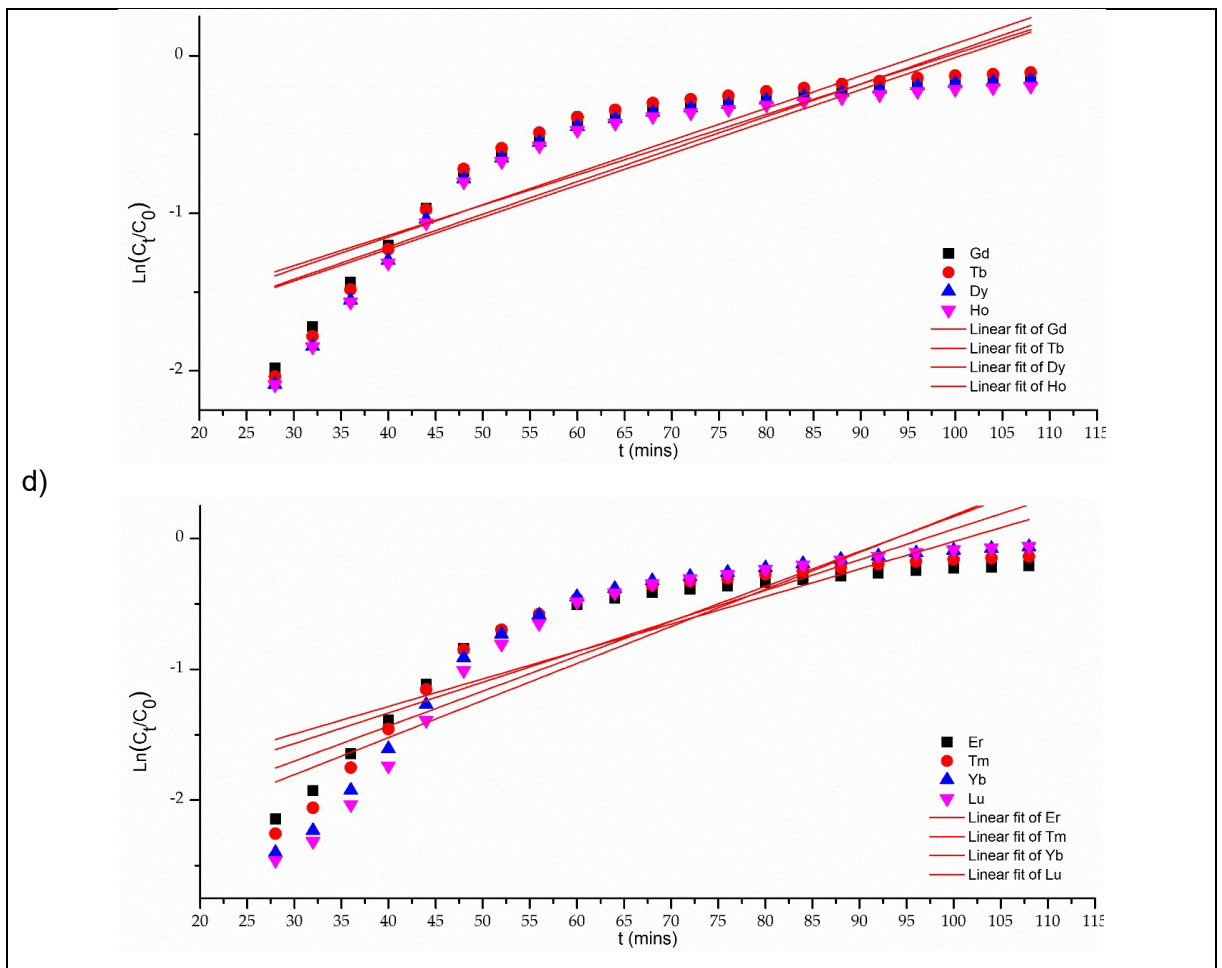 0
-1
-2
Ln(Ct/C0)
Gd
Tb
Dy
Ho
Linear fit of Gd
Linear fit of Tb
Linear fit of Dy
Linear fit of Ho
20 25 30 35 40 45 50 55 60 65 70 75 80 85 90 95 100 105 110 115
t (mins)
d)
0
-1
-2
Ln(Ct/C0)
Er
Tm
Yb
Lu
Linear fit of Er
Linear fit of Tm
Linear fit of Yb
Linear fit of Lu
20 25 30 35 40 45 50 55 60 65 70 75 80 85 90 95 100 105 110 115
t (mins)